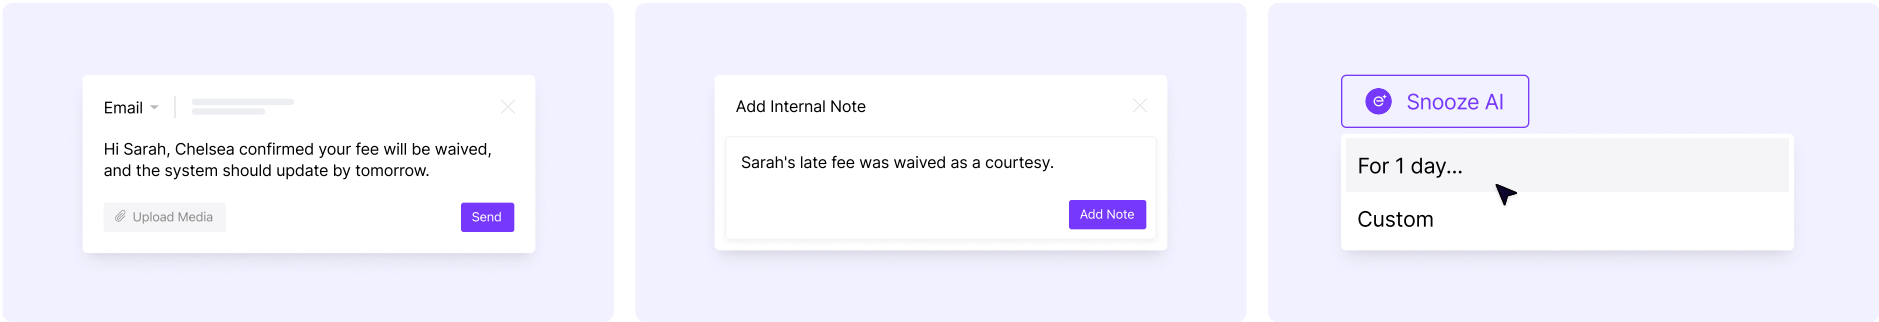 Email
Hi Sarah, Chelsea confirmed your fee will be waived,
and the system should update by tomorrow.
Upload Media
Send
Add Internal Note
Sarah's late fee was waived as a courtesy.
Add Note
Snooze AI
For 1 day...
Custom